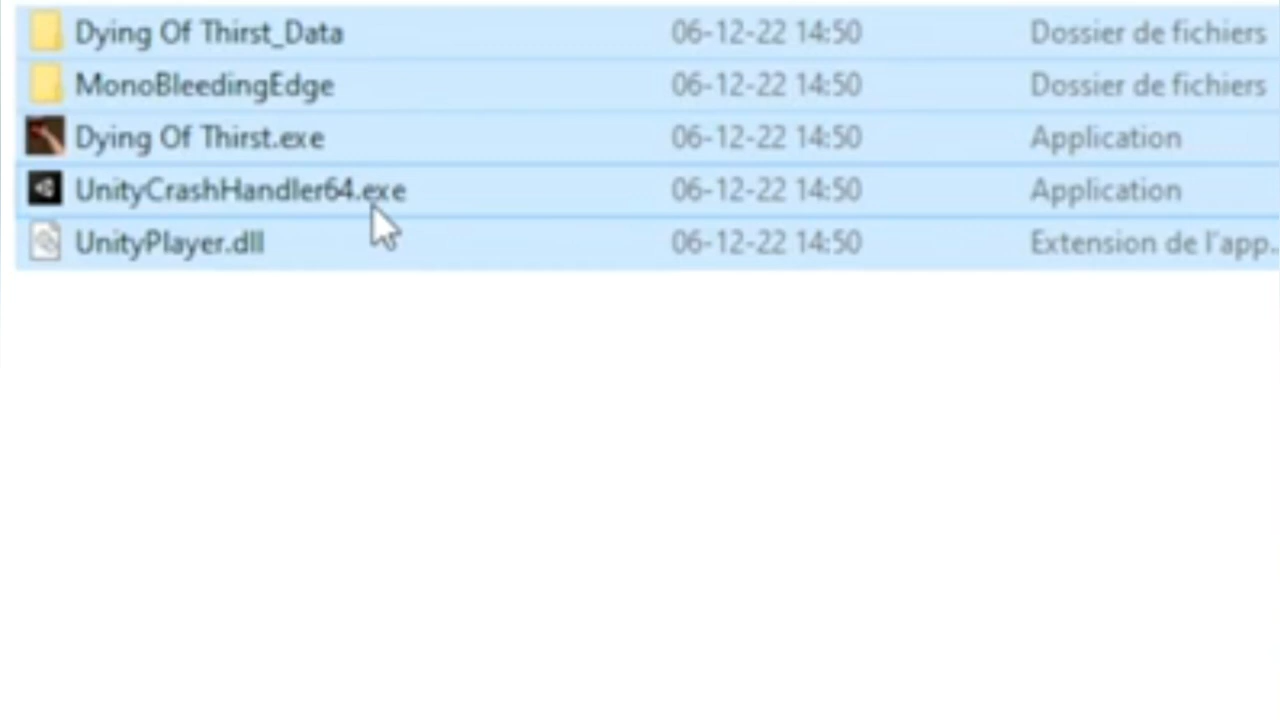 Dying Of Thirst_Data 06-12-22 14:50 Dossier de fichiers
MonoBleedingEdge 06-12-22 14:50 Dossier de fichiers
Dying Of Thirst.exe 06-12-22 14:50 Application
UnityCrashHandler64.exe 06-12-22 14:50 Application
UnityPlayer.dll 06-12-22 14:50 Extension de l'app.